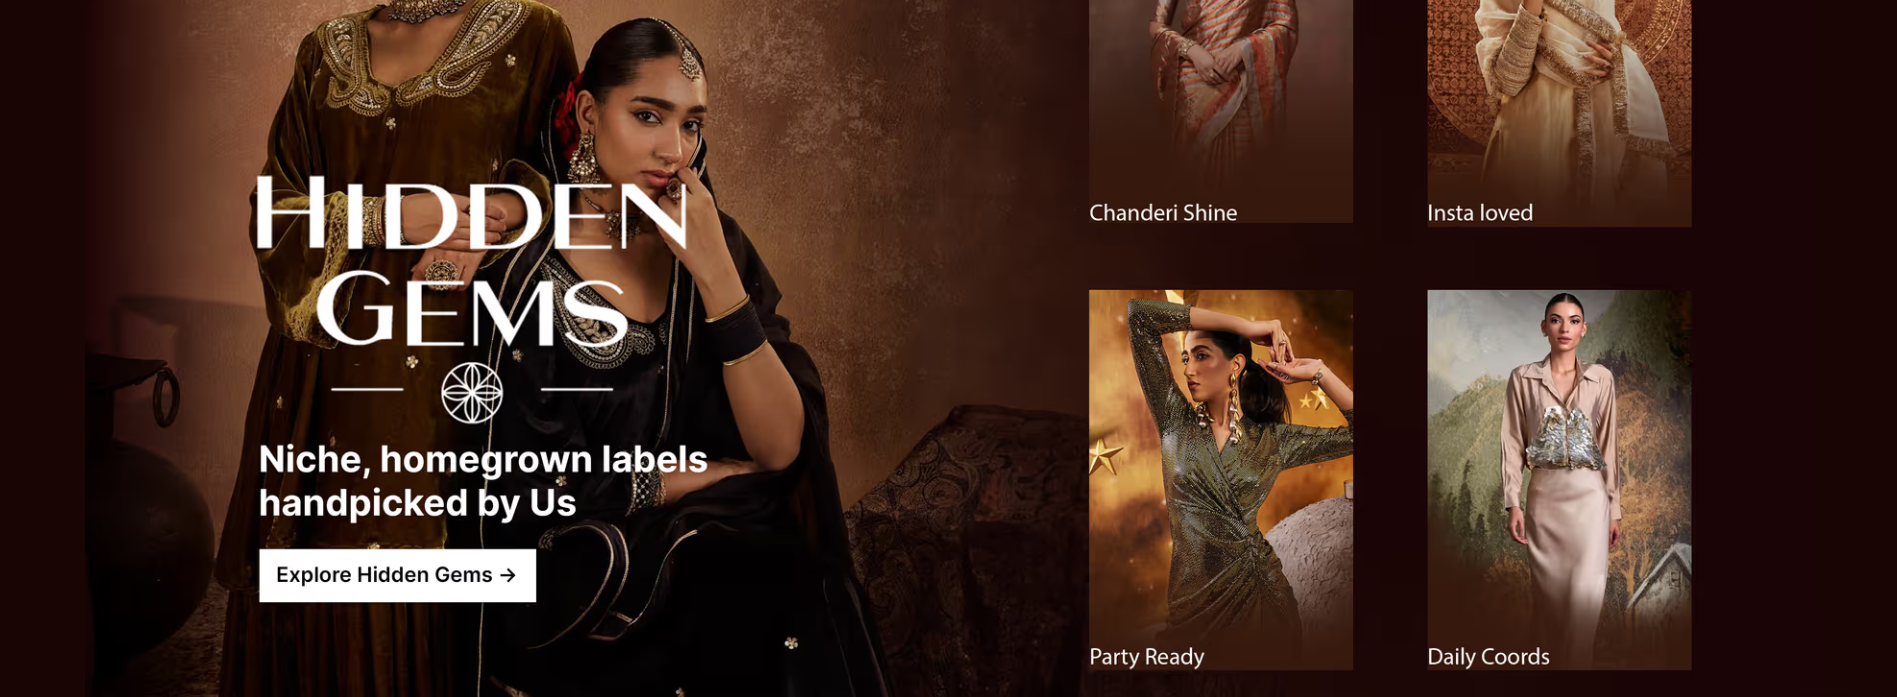 HIDDEN
GEMS
Niche, homegrown labels
handpicked by Us
Explore Hidden Gems →
Chanderi Shine
Insta loved
Party Ready
Daily Coords